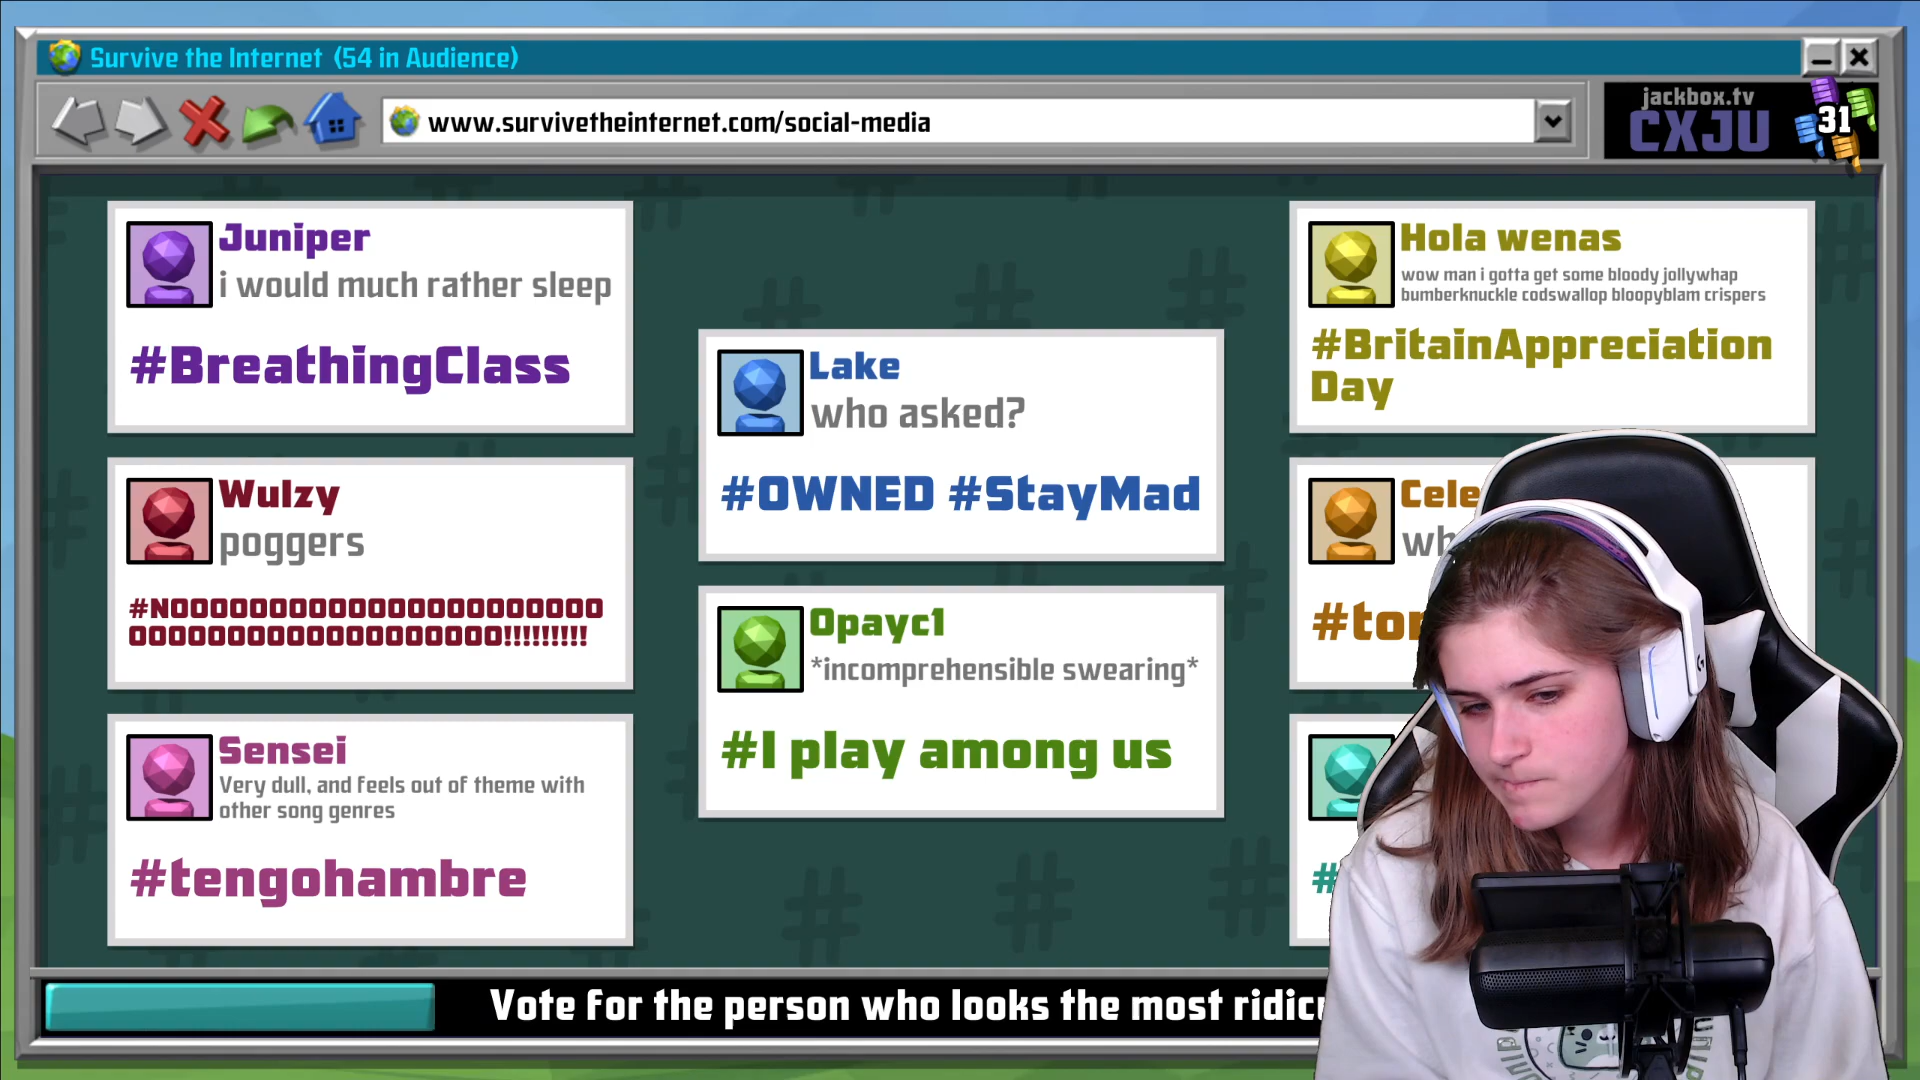 Survive the Internet (54 in Audience)
www.survivetheinternet.com/social-media
jackbox.tv
CXJU
31
Juniper
i would much rather sleep
#BreathingClass
Wulzy
poggers
#NOOOOOOOOOOOOOOOOOOOOOO
OOOOOOOOOOOOOOOOOOO!!!!!!!!!
Sensei
Very dull, and feels out of theme with
other song genres
#tengohambre
Lake
who asked?
#OWNED #StayMad
Opayc1
*incomprehensible swearing*
#I play among us
Hola wenas
wow man i gotta get some bloody jollywhap
bumberknuckle codswallop bloopyblam crispers
#BritainAppreciation
Day
Vote for the person who looks the most